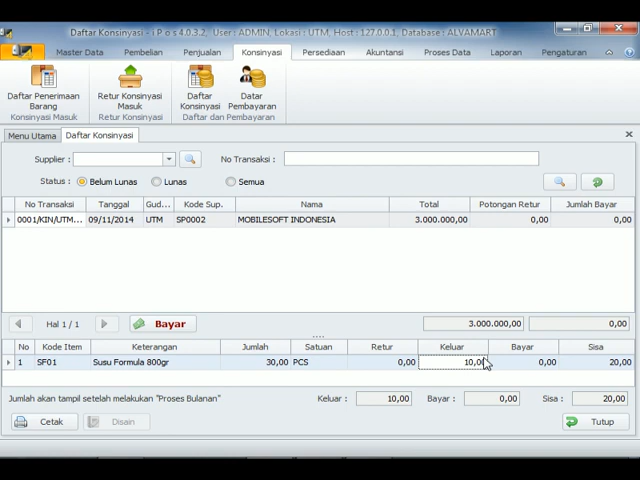 Daftar Konsinyasi - i P o s 4.0.3.2, User : ADMIN, Lokasi : UTM, Host : 127.0.0.1, Database : ALVAMART
Master Data Pembelian Penjualan Konsinyasi Persediaan Akuntansi Proses Data Laporan Pengaturan
Daftar Penerimaan Barang
Retur Konsinyasi Masuk
Daftar Konsinyasi
Datar Pembayaran
Konsinyasi Masuk Retur Konsinyasi Daftar dan Pembayaran
Menu Utama Daftar Konsinyasi
Supplier : No Transaksi :
Status : Belum Lunas Lunas Semua
No Transaksi Tanggal Gud... Kode Sup. Nama Total Potongan Retur Jumlah Bayar
0001/KIN/UTM... 09/11/2014 UTM SP0002 MOBILESOFT INDONESIA 3.000.000,00 0,00 0,00
Hal 1 / 1 Bayar 3.000.000,00 0,00
No Kode Item Keterangan Jumlah Satuan Retur Keluar Bayar Sisa
1 SF01 Susu Formula 800gr 30,00 PCS 0,00 10,00 0,00 20,00
Jumlah akan tampil setelah melakukan "Proses Bulanan" Keluar : 10,00 Bayar : 0,00 Sisa : 20,00
Cetak Disain Tutup